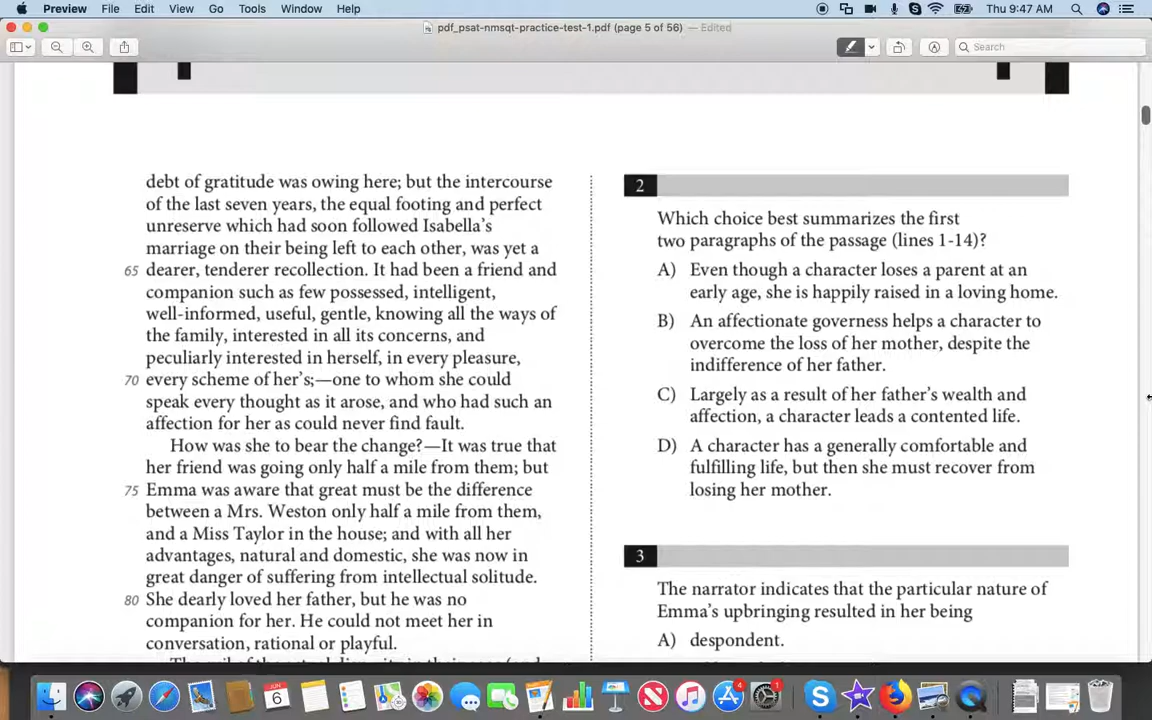 Preview File Edit View Go Tools Window Help Thu 9:47 AM
pdf_psat-nmsqt-practice-test-1.pdf (page 5 of 56) — Edited
Search
debt of gratitude was owing here; but the intercourse
of the last seven years, the equal footing and perfect
unreserve which had soon followed Isabella's
marriage on their being left to each other, was yet a
65 dearer, tenderer recollection. It had been a friend and
companion such as few possessed, intelligent,
well-informed, useful, gentle, knowing all the ways of
the family, interested in all its concerns, and
peculiarly interested in herself, in every pleasure,
70 every scheme of her's;—one to whom she could
speak every thought as it arose, and who had such an
affection for her as could never find fault.
How was she to bear the change?—It was true that
her friend was going only half a mile from them; but
75 Emma was aware that great must be the difference
between a Mrs. Weston only half a mile from them,
and a Miss Taylor in the house; and with all her
advantages, natural and domestic, she was now in
great danger of suffering from intellectual solitude.
80 She dearly loved her father, but he was no
companion for her. He could not meet her in
conversation, rational or playful.
2
Which choice best summarizes the first
two paragraphs of the passage (lines 1-14)?
A) Even though a character loses a parent at an
early age, she is happily raised in a loving home.
B) An affectionate governess helps a character to
overcome the loss of her mother, despite the
indifference of her father.
C) Largely as a result of her father's wealth and
affection, a character leads a contented life.
D) A character has a generally comfortable and
fulfilling life, but then she must recover from
losing her mother.
3
The narrator indicates that the particular nature of
Emma's upbringing resulted in her being
A) despondent.
JUN
6
4
1